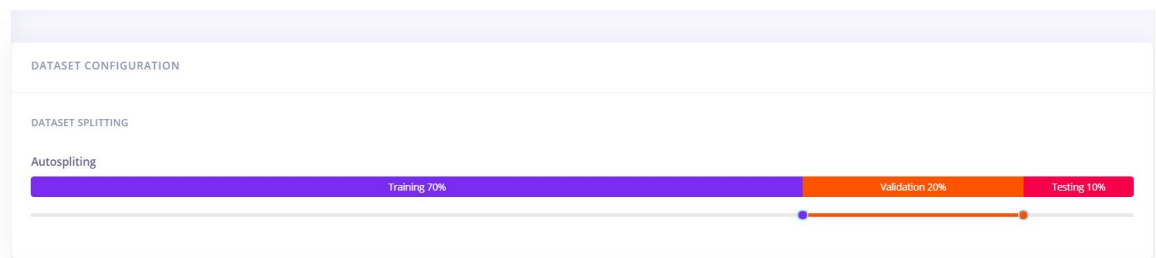 DATASET CONFIGURATION
DATASET SPLITTING
Autospliting
Training 70% Validation 20% Testing 10%